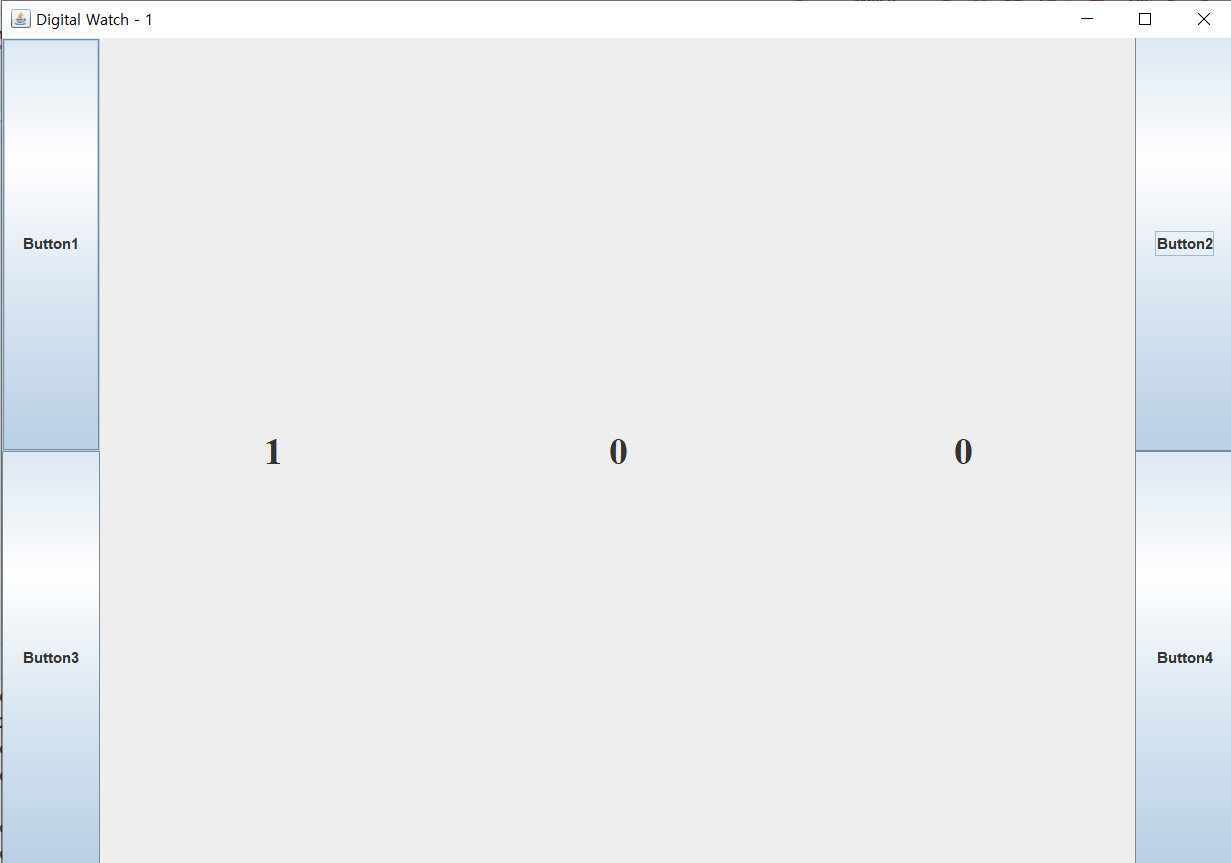 Digital Watch - 1
Button1
Button2
1 0 0
Button3
Button4